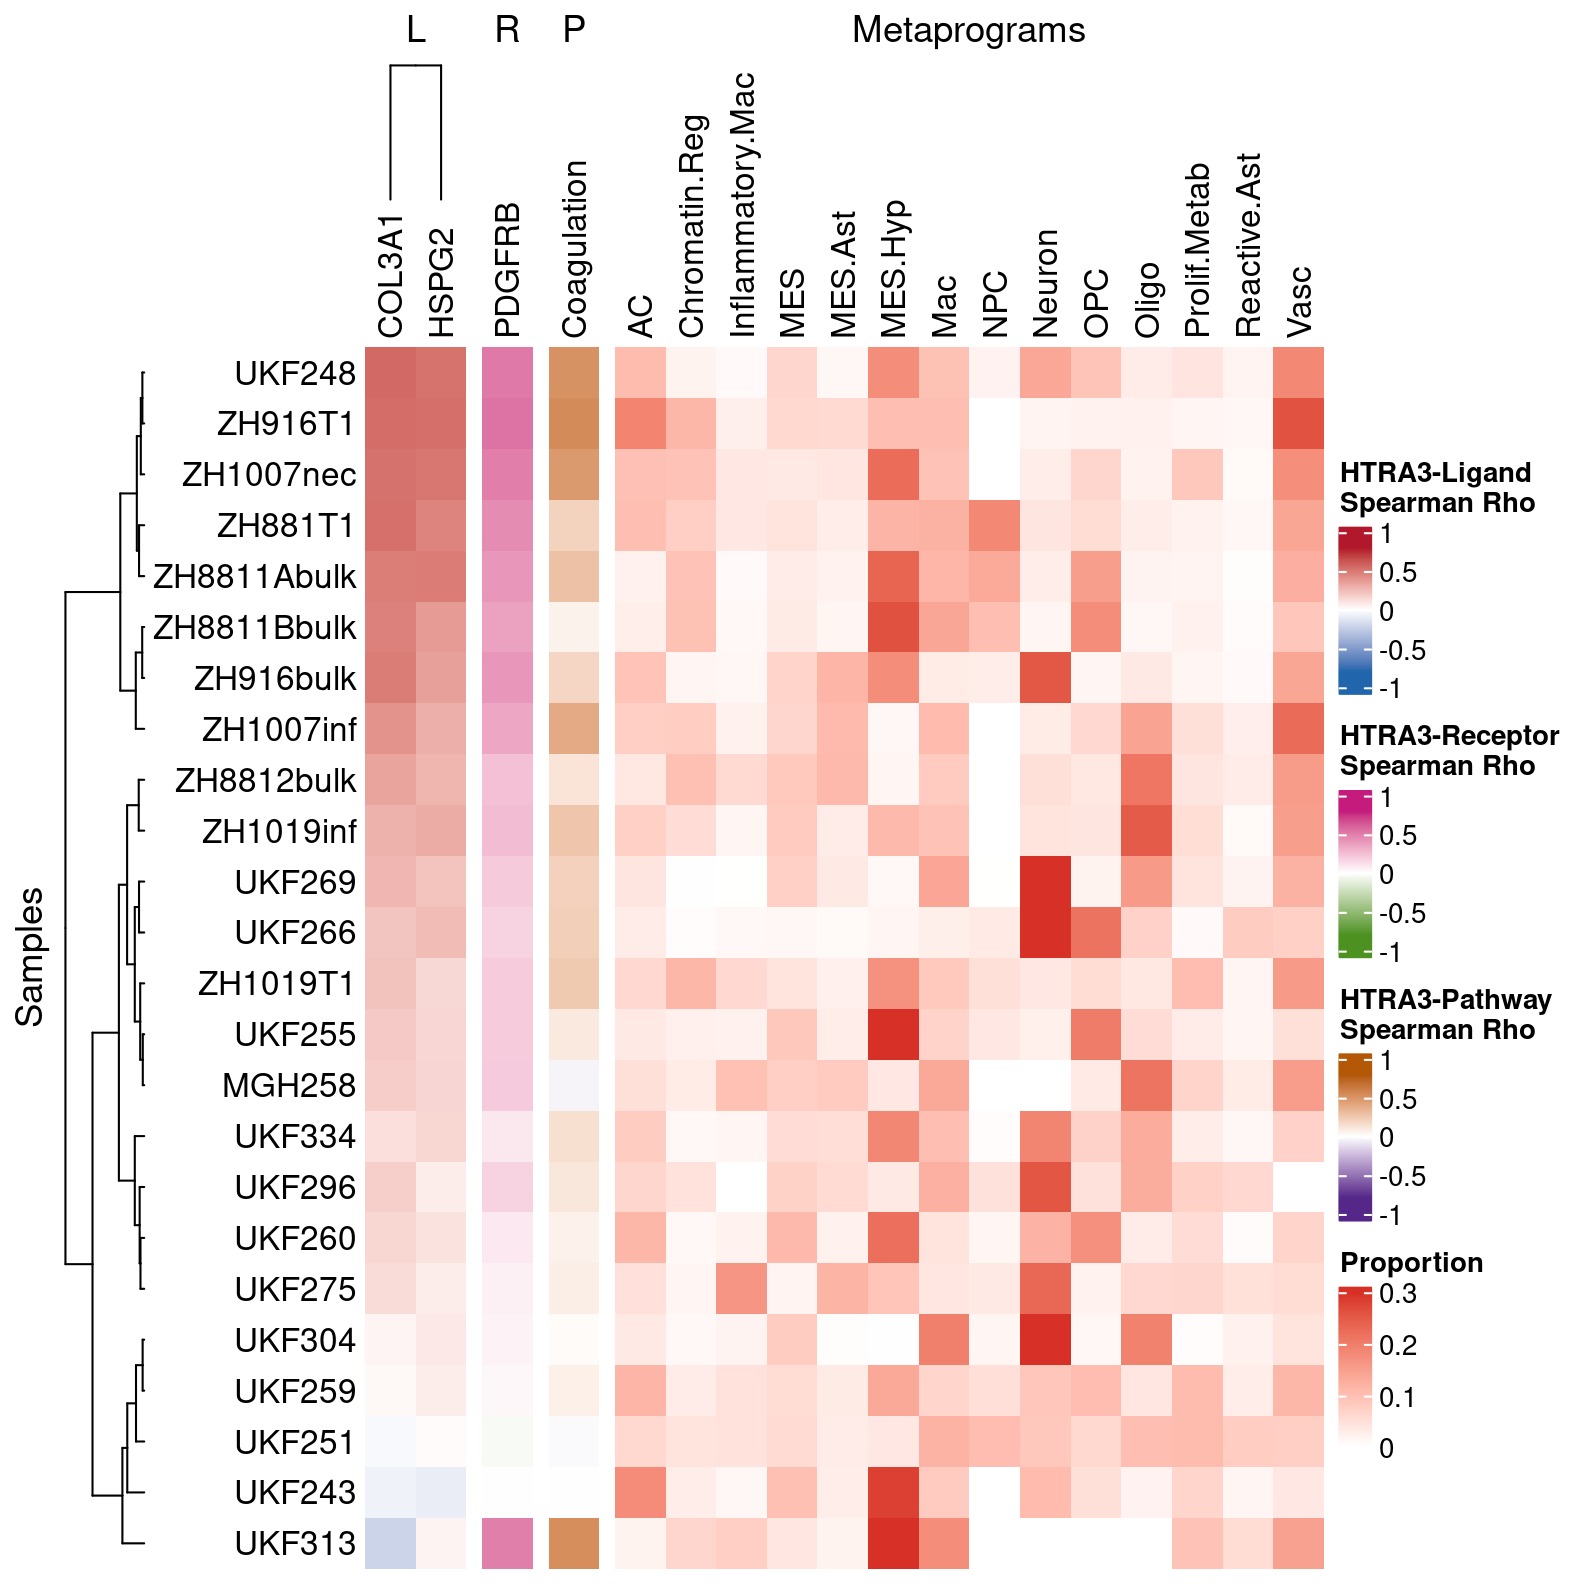 L R P Metaprograms
COL3A1
HSPG2
PDGFRB
Coagulation
AC
Chromatin.Reg
Inflammatory.Mac
MES
MES.Ast
MES.Hyp
Mac
NPC
Neuron
OPC
Oligo
Prolif.Metab
Reactive.Ast
Vasc
Samples
UKF248
ZH916T1
ZH1007nec
ZH881T1
ZH8811Abulk
ZH8811Bbulk
ZH916bulk
ZH1007inf
ZH8812bulk
ZH1019inf
UKF269
UKF266
ZH1019T1
UKF255
MGH258
UKF334
UKF296
UKF260
UKF275
UKF304
UKF259
UKF251
UKF243
UKF313
HTRA3-Ligand
Spearman Rho
1
0.5
0
-0.5
-1
HTRA3-Receptor
Spearman Rho
1
0.5
0
-0.5
-1
HTRA3-Pathway
Spearman Rho
1
0.5
0
-0.5
-1
Proportion
0.3
0.2
0.1
0